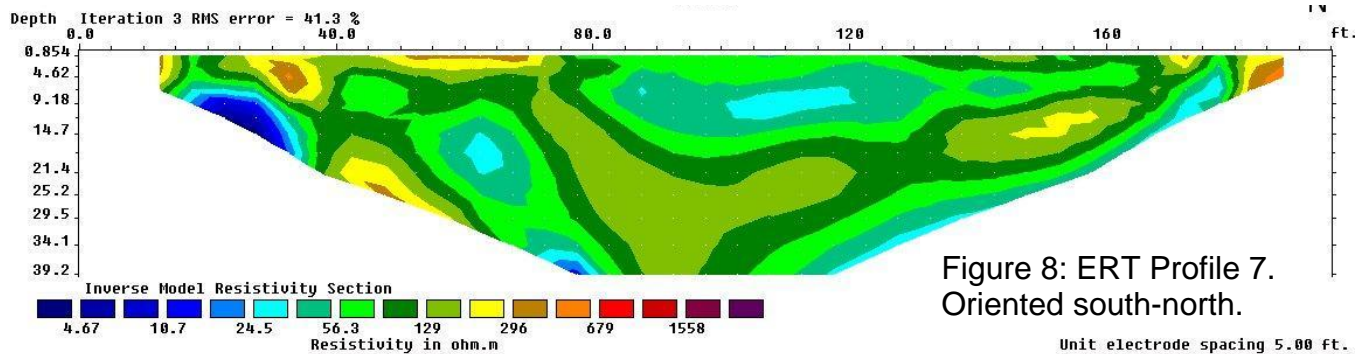 N
Depth Iteration 3 RMS error = 41.3 %
0.0 40.0 80.0 120 160 ft.
0.854
4.62
9.18
14.7
21.4
25.2
29.5
34.1
39.2
Inverse Model Resistivity Section
4.67 10.7 24.5 56.3 129 296 679 1558
Resistivity in ohm.m
Figure 8: ERT Profile 7.
Oriented south-north.
Unit electrode spacing 5.00 ft.